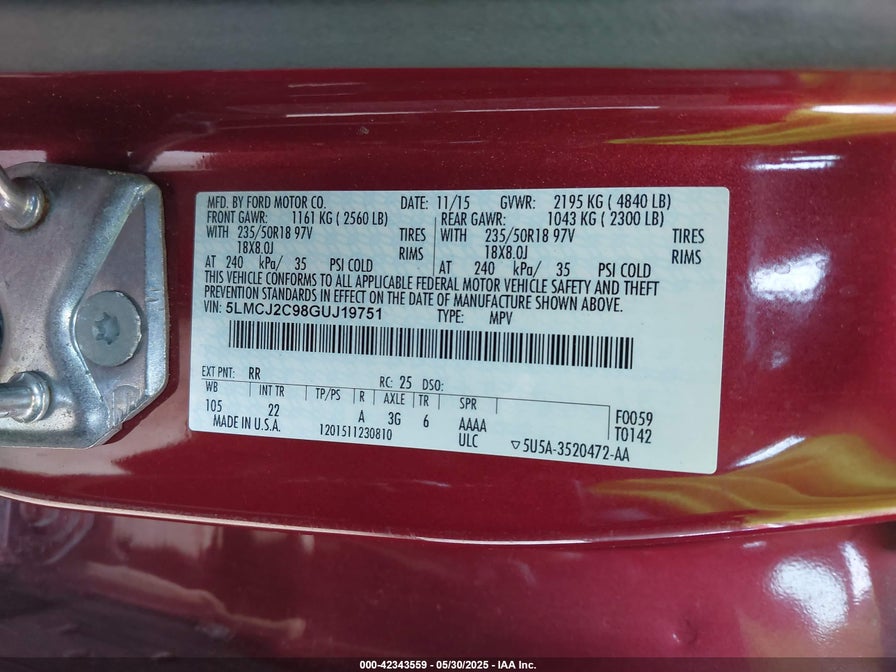 MFD. BY FORD MOTOR CO. DATE: 11/15 GVWR: 2195 KG ( 4840 LB)
FRONT GAWR: 1161 KG ( 2560 LB) REAR GAWR: 1043 KG ( 2300 LB)
WITH 235/50R18 97V TIRES WITH 235/50R18 97V TIRES
18X8.0J RIMS 18X8.0J RIMS
AT 240 kPa/ 35 PSI COLD AT 240 kPa/ 35 PSI COLD
THIS VEHICLE CONFORMS TO ALL APPLICABLE FEDERAL MOTOR VEHICLE SAFETY AND THEFT
PREVENTION STANDARDS IN EFFECT ON THE DATE OF MANUFACTURE SHOWN ABOVE.
VIN: 5LMCJ2C98GUJ19751 TYPE: MPV
EXT PNT: RR RC: 25 DSO:
WB INT TR TP/PS R AXLE TR SPR
105 22 A 3G 6 AAAA F0059
MADE IN U.S.A. 1201511230810 ULC T0142
▽5U5A-3520472-AA
000-42343559 - 05/30/2025 - IAA Inc.